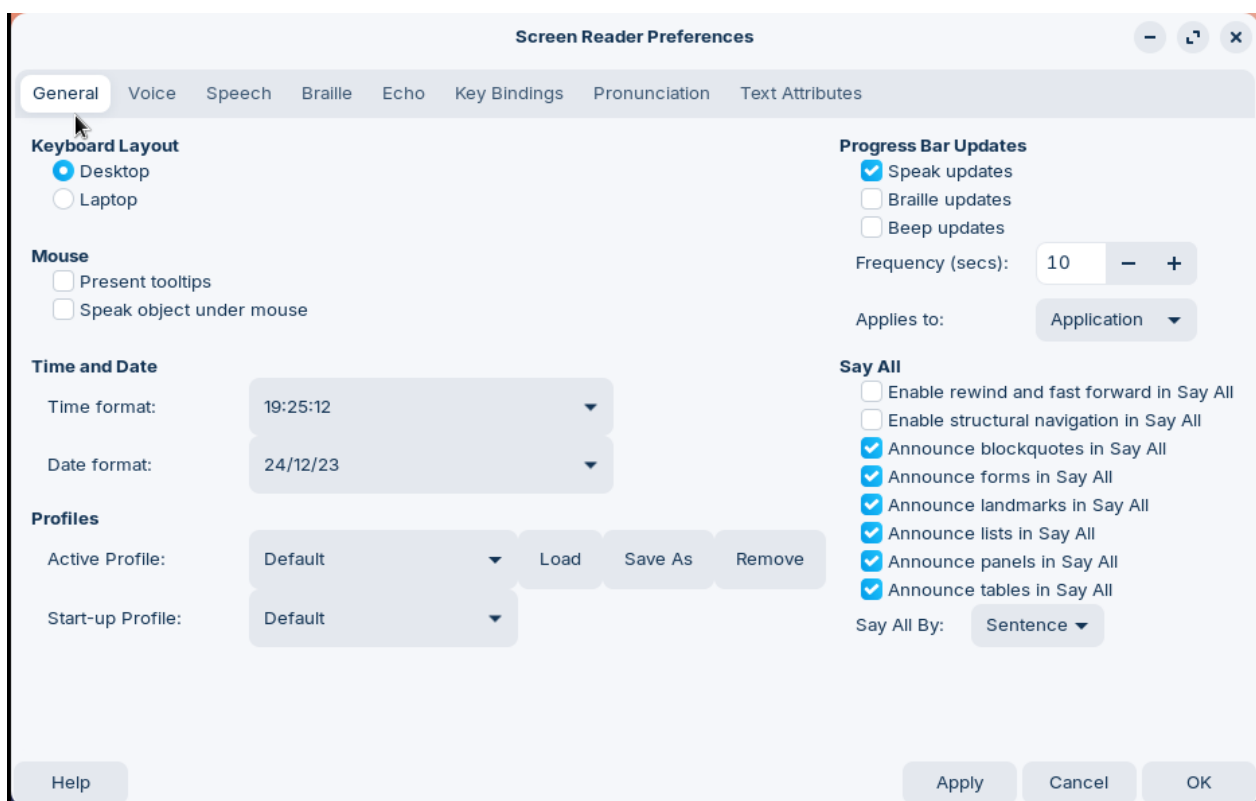 Screen Reader Preferences
General Voice Speech Braille Echo Key Bindings Pronunciation Text Attributes
Keyboard Layout
Desktop
Laptop
Mouse
Present tooltips
Speak object under mouse
Time and Date
Time format: 19:25:12
Date format: 24/12/23
Profiles
Active Profile: Default Load Save As Remove
Start-up Profile: Default
Progress Bar Updates
Speak updates
Braille updates
Beep updates
Frequency (secs): 10 − +
Applies to: Application
Say All
Enable rewind and fast forward in Say All
Enable structural navigation in Say All
Announce blockquotes in Say All
Announce forms in Say All
Announce landmarks in Say All
Announce lists in Say All
Announce panels in Say All
Announce tables in Say All
Say All By: Sentence
Help Apply Cancel OK